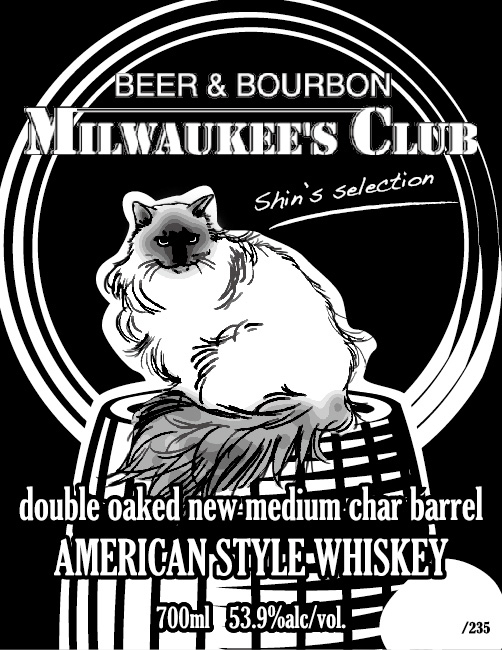 BEER & BOURBON
MILWAUKEE'S CLUB
Shin's selection
double oaked new medium char barrel
AMERICAN STYLE WHISKEY
700ml 53.9%alc/vol.
/235